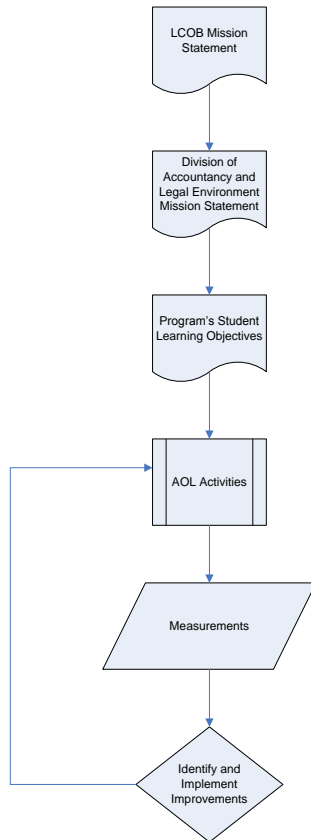 LCOB Mission
Statement
Division of
Accountancy and
Legal Environment
Mission Statement
Program's Student
Learning Objectives
AOL Activities
Measurements
Identify and
Implement
Improvements